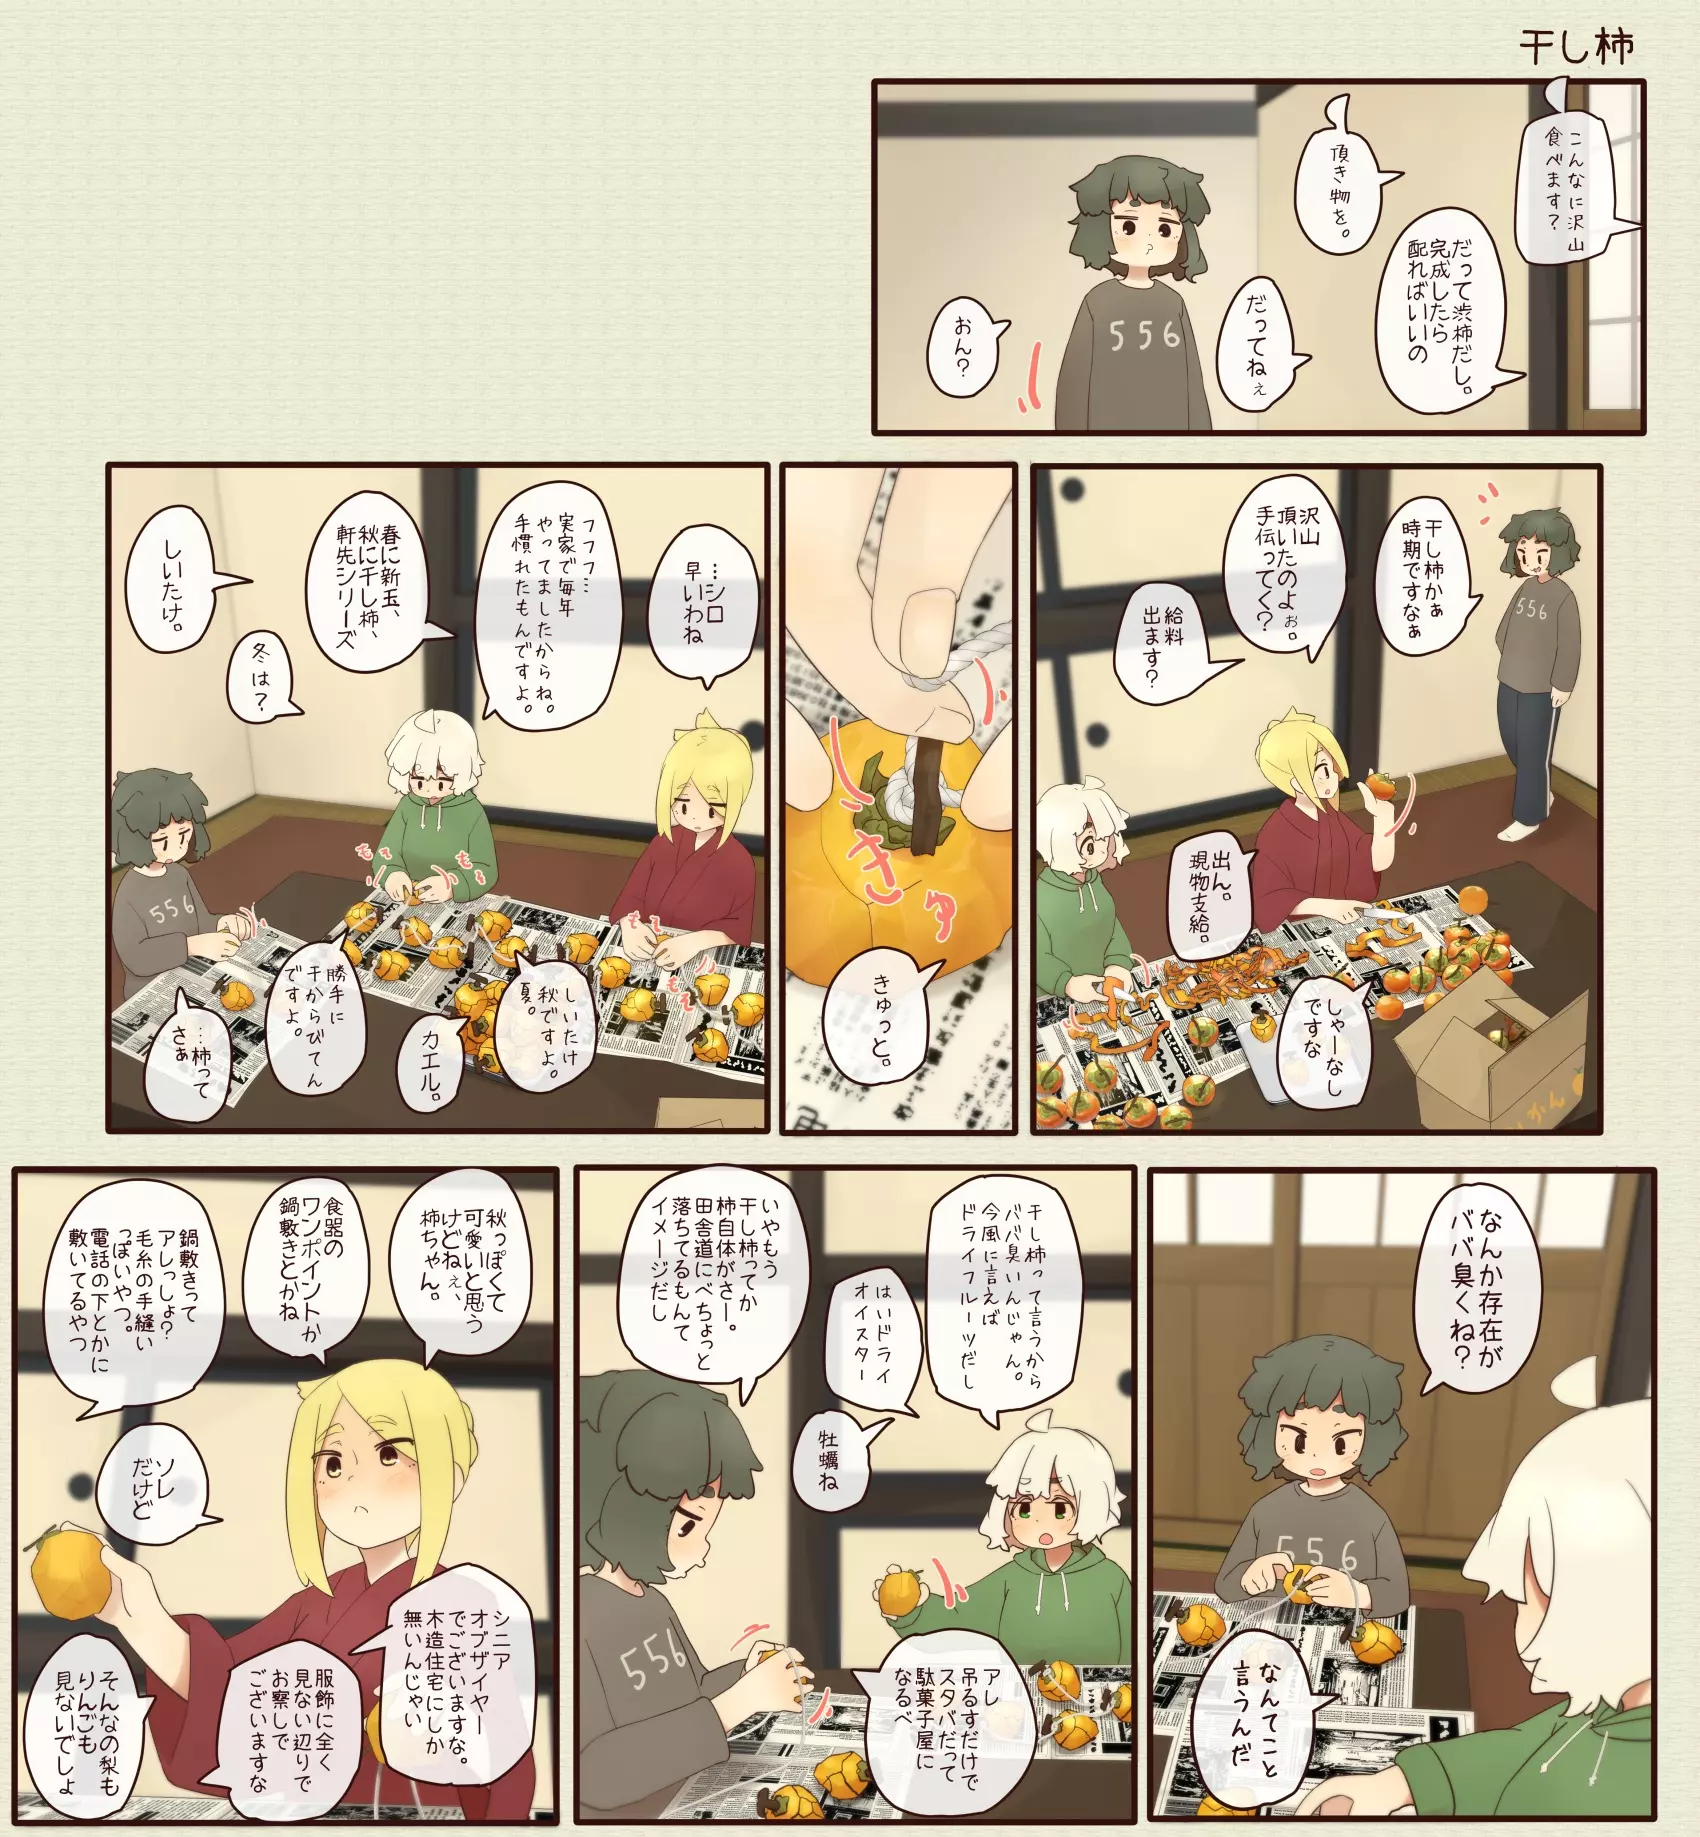 干し柿
こんなに沢山
食べます？
頂き物を。
だって渋柿だし。
完成したら
配ればいいの
だってねぇ
おん？
556
干し柿かぁ
時期ですなぁ
沢山
頂いたのよぉ。
手伝ってく？
給料
出ます？
出ん。
現物支給。
しゃーなし
ですな
556
きゅ
きゅっと。
…シロ
早いわね
フフフ…
実家で毎年
やってましたからね。
手慣れたもんですよ。
春に新玉、
秋に干し柿、
軒先シリーズ
冬は？
しいたけ。
しいたけ
秋ですよ。
夏。
カエル。
勝手に
干からびてん
ですよ。
…柿って
さぁ
もそ
もそ
もそ
もそ
556
なんか存在が
ババ臭くね？
なんてこと
言うんだ
556
干し柿って言うから
ババ臭いんじゃん。
今風に言えば
ドライフルーツだし
はいドライ
オイスター
牡蠣ね
いやもう
干し柿ってか
柿自体がさー。
田舎道にべちょっと
落ちてるもんて
イメージだし
アレ
吊るすだけで
スタバだって
駄菓子屋に
なるべ
556
秋っぽくて
可愛いと思う
けどねぇ、
柿ちゃん。
食器の
ワンポイントか
鍋敷きとかね
鍋敷きって
アレっしょ？
毛糸の手縫い
っぽいやつ。
電話の下とかに
敷いてるやつ
ソレ
だけど
シニア
オブザイヤー
でございますな。
木造住宅にしか
無いんじゃい
服飾に全く
見ない辺りで
お察しで
ございますな
そんなの梨も
りんごも
見ないでしょ